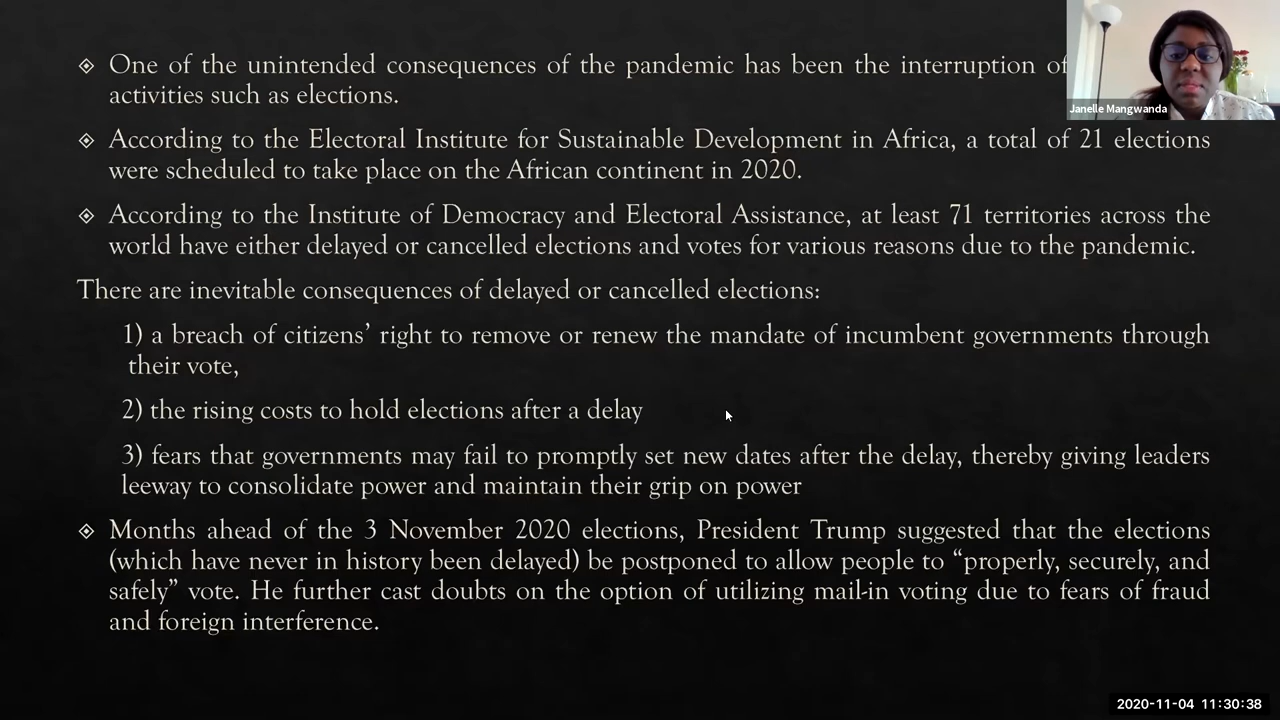 One of the unintended consequences of the pandemic has been the interruption of
activities such as elections.
Janelle Mangwanda
According to the Electoral Institute for Sustainable Development in Africa, a total of 21 elections
were scheduled to take place on the African continent in 2020.
According to the Institute of Democracy and Electoral Assistance, at least 71 territories across the
world have either delayed or cancelled elections and votes for various reasons due to the pandemic.
There are inevitable consequences of delayed or cancelled elections:
1) a breach of citizens’ right to remove or renew the mandate of incumbent governments through
their vote,
2) the rising costs to hold elections after a delay
3) fears that governments may fail to promptly set new dates after the delay, thereby giving leaders
leeway to consolidate power and maintain their grip on power
Months ahead of the 3 November 2020 elections, President Trump suggested that the elections
(which have never in history been delayed) be postponed to allow people to “properly, securely, and
safely” vote. He further cast doubts on the option of utilizing mail-in voting due to fears of fraud
and foreign interference.
2020-11-04 11:30:38